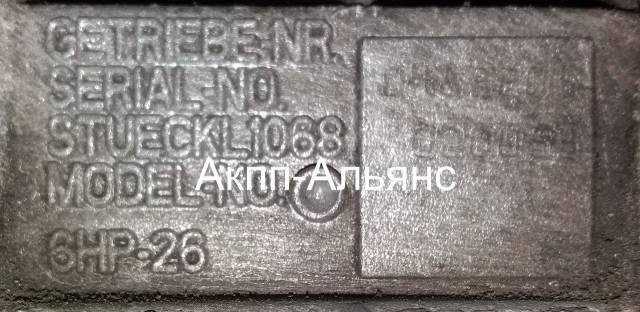 GETRIEBE-NR.
SERIAL-NO.
STUECKL1068
MODEL-NO.
Акпп-Альянс
6HP-26